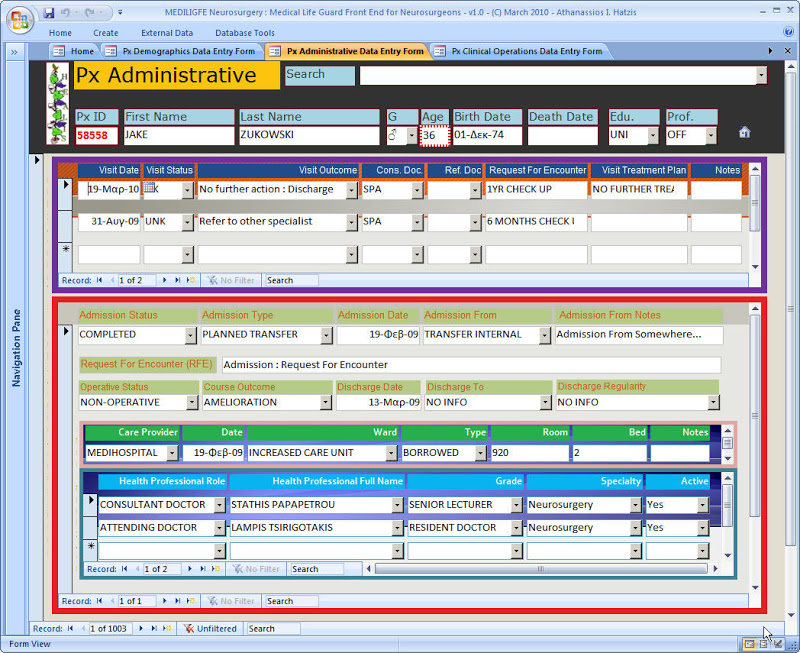 MEDILIGFE Neurosurgery : Medical Life Guard Front End for Neurosurgeons - v1.0 - (C) March 2010 - Athanassios I. Hatzis
Home Create External Data Database Tools
Home Px Demographics Data Entry Form Px Administrative Data Entry Form Px Clinical Operations Data Entry Form
Px Administrative Search
Px ID First Name Last Name G Age Birth Date Death Date Edu. Prof.
58558 JAKE ZUKOWSKI ♂ 36 01-Δεκ-74 UNI OFF
Visit Date Visit Status Visit Outcome Cons. Doc. Ref. Doc Request For Encounter Visit Treatment Plan Notes
19-Μαρ-10 No further action : Discharge SPA 1YR CHECK UP NO FURTHER TREA
31-Αυγ-09 UNK Refer to other specialist SPA 6 MONTHS CHECK
*
Record: 1 of 2 No Filter Search
Navigation Pane
Admission Status Admission Type Admission Date Admission From Admission From Notes
COMPLETED PLANNED TRANSFER 19-Φεβ-09 TRANSFER INTERNAL Admission From Somewhere...
Request For Encounter (RFE) Admission : Request For Encounter
Operative Status Course Outcome Discharge Date Discharge To Discharge Regularity
NON-OPERATIVE AMELIORATION 13-Μαρ-09 NO INFO NO INFO
Care Provider Date Ward Type Room Bed Notes
MEDIHOSPITAL 19-Φεβ-09 INCREASED CARE UNIT BORROWED 920 2
Health Professional Role Health Professional Full Name Grade Specialty Active
CONSULTANT DOCTOR STATHIS PAPAPETROU SENIOR LECTURER Neurosurgery Yes
ATTENDING DOCTOR LAMPIS TSIRIGOTAKIS RESIDENT DOCTOR Neurosurgery Yes
*
Record: 1 of 2 No Filter Search
Record: 1 of 1 No Filter Search
Record: 1 of 1003 Unfiltered Search
Form View